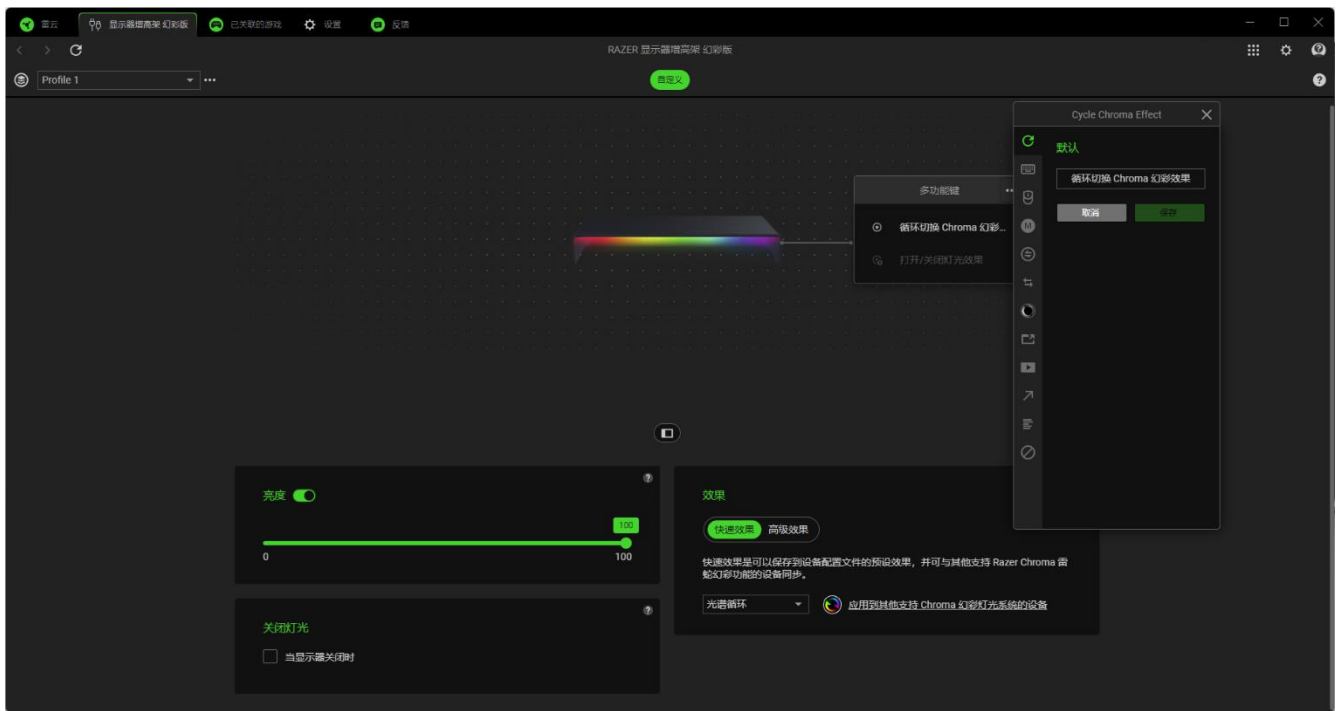 雷云
显示器增高架 幻彩版
已关联的游戏
设置
反馈
RAZER 显示器增高架 幻彩版
Profile 1
自定义
Cycle Chroma Effect
默认
循环切换 Chroma 幻彩效果
取消
保存
多功能键
循环切换 Chroma 幻彩...
打开/关闭灯光效果
亮度
100
0
100
关闭灯光
当显示器关闭时
效果
快速效果
高级效果
快速效果是可以保存到设备配置文件的预设效果，并可与其他支持 Razer Chroma 雷
蛇幻彩功能的设备同步。
光谱循环
应用到其他支持 Chroma 幻彩灯光系统的设备